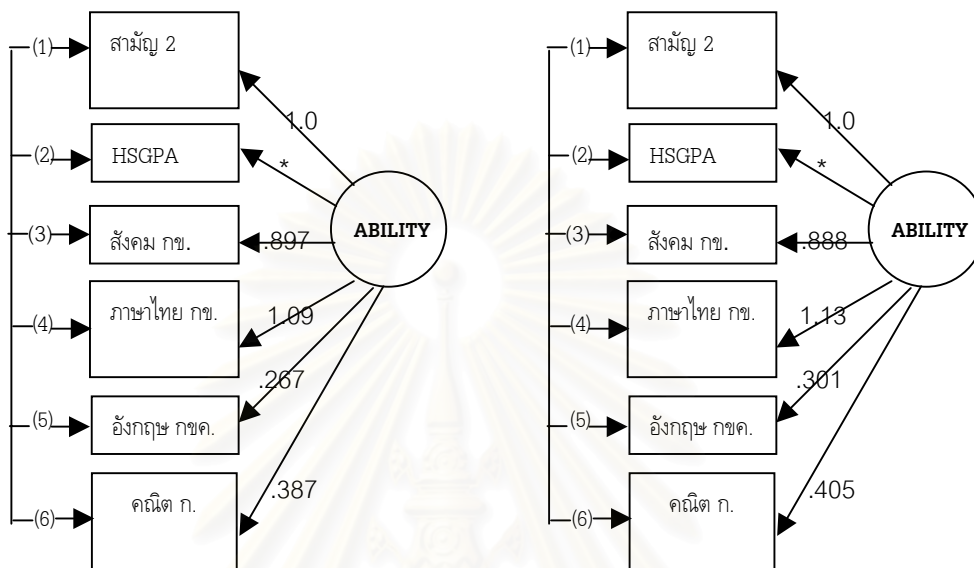 (1)
สามัญ 2
1.0
(2)
HSGPA
*
(3)
สังคม กข.
.897
ABILITY
(4)
ภาษาไทย กข.
1.09
.267
(5)
อังกฤษ กขค.
(6)
คณิต ก.
.387
(1)
สามัญ 2
1.0
(2)
HSGPA
*
(3)
สังคม กข.
.888
ABILITY
(4)
ภาษาไทย กข.
1.13
.301
(5)
อังกฤษ กขค.
(6)
คณิต ก.
.405